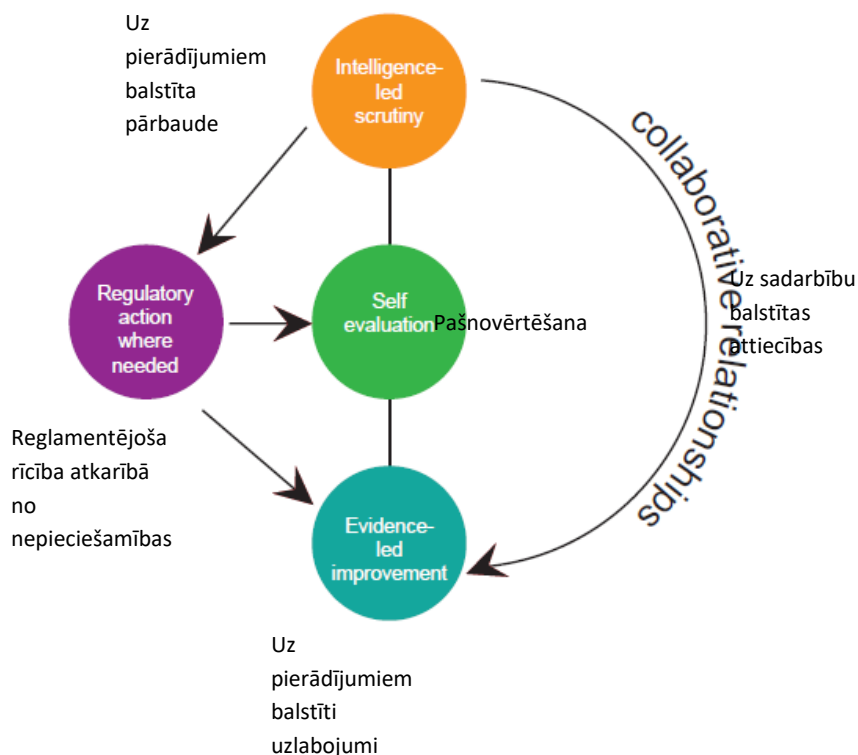 Uz
pierādījumiem
balstīta
pārbaude
Intelligence-
led
scrutiny
collaborative relationships
Uz sadarbību
balstītas
attiecības
Regulatory
action
where
needed
Self
evaluation
Pašnovērtēšana
Reglamentējoša
rīcība atkarībā
no
nepieciešamības
Evidence-
led
improvement
Uz
pierādījumiem
balstīti
uzlabojumi